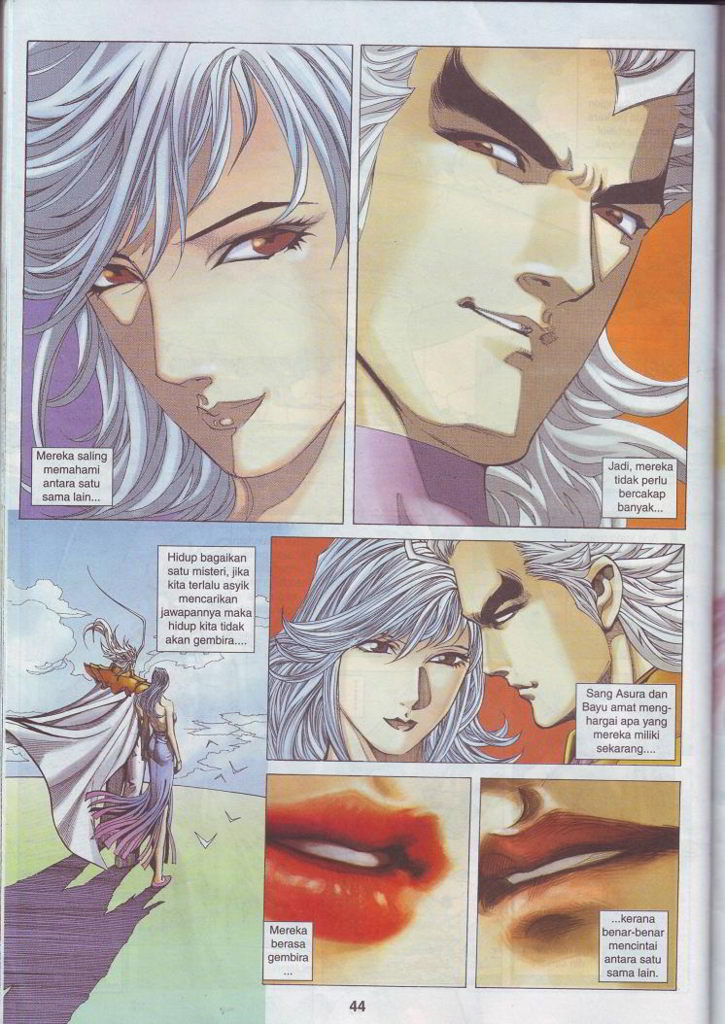 Mereka saling
memahami
antara satu
sama lain...
Jadi, mereka
tidak perlu
bercakap
banyak...
Hidup bagaikan
satu misteri, jika
kita terlalu asyik
mencarikan
jawapannya maka
hidup kita tidak
akan gembira....
Sang Asura dan
Bayu amat meng-
hargai apa yang
mereka miliki
sekarang....
Mereka
berasa
gembira
...
...kerana
benar-benar
mencintai
antara satu
sama lain.
44